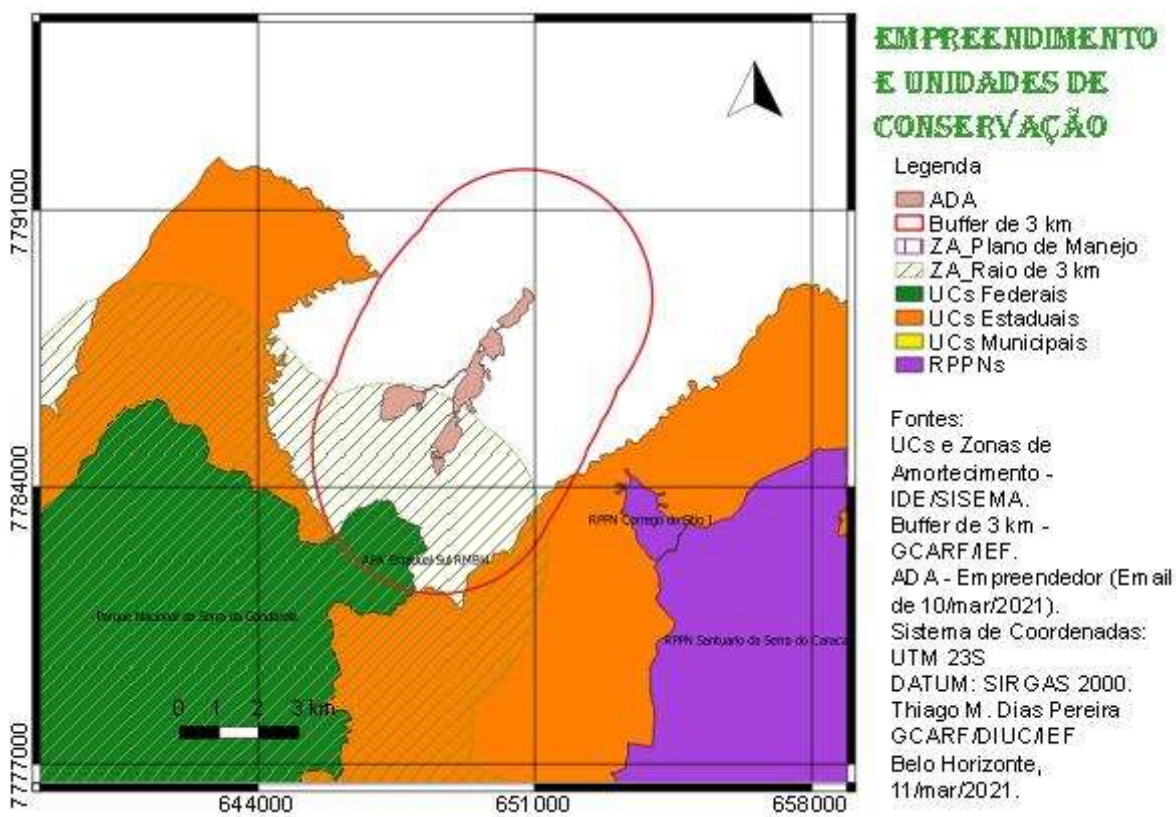 EMPREENDIMENTO
E UNIDADES DE
CONSERVAÇÃO
Legenda
ADA
Buffer de 3 km
ZA_Plano de Manejo
ZA_Raio de 3 km
UCs Federais
UCs Estaduais
UCs Municipais
RPPNs
Fontes:
UCs e Zonas de
Amortecimento -
IDE/SISEMA.
Buffer de 3 km -
GCARF/IEF.
ADA - Empreendedor (Email
de 10/mar/2021).
Sistema de Coordenadas:
UTM 23S
DATUM: SIRGAS 2000.
Thiago M. Dias Pereira
GCARF/DIUC/IEF
Belo Horizonte,
11/mar/2021.
7791000
7784000
7777000
644000
651000
658000
RPPN Corrego do Sitio I
APA Estadual Sul RMBH
Parque Nacional da Serra do Gandarela
RPPN Santuario da Serra do Caraca
0 1 2 3 km